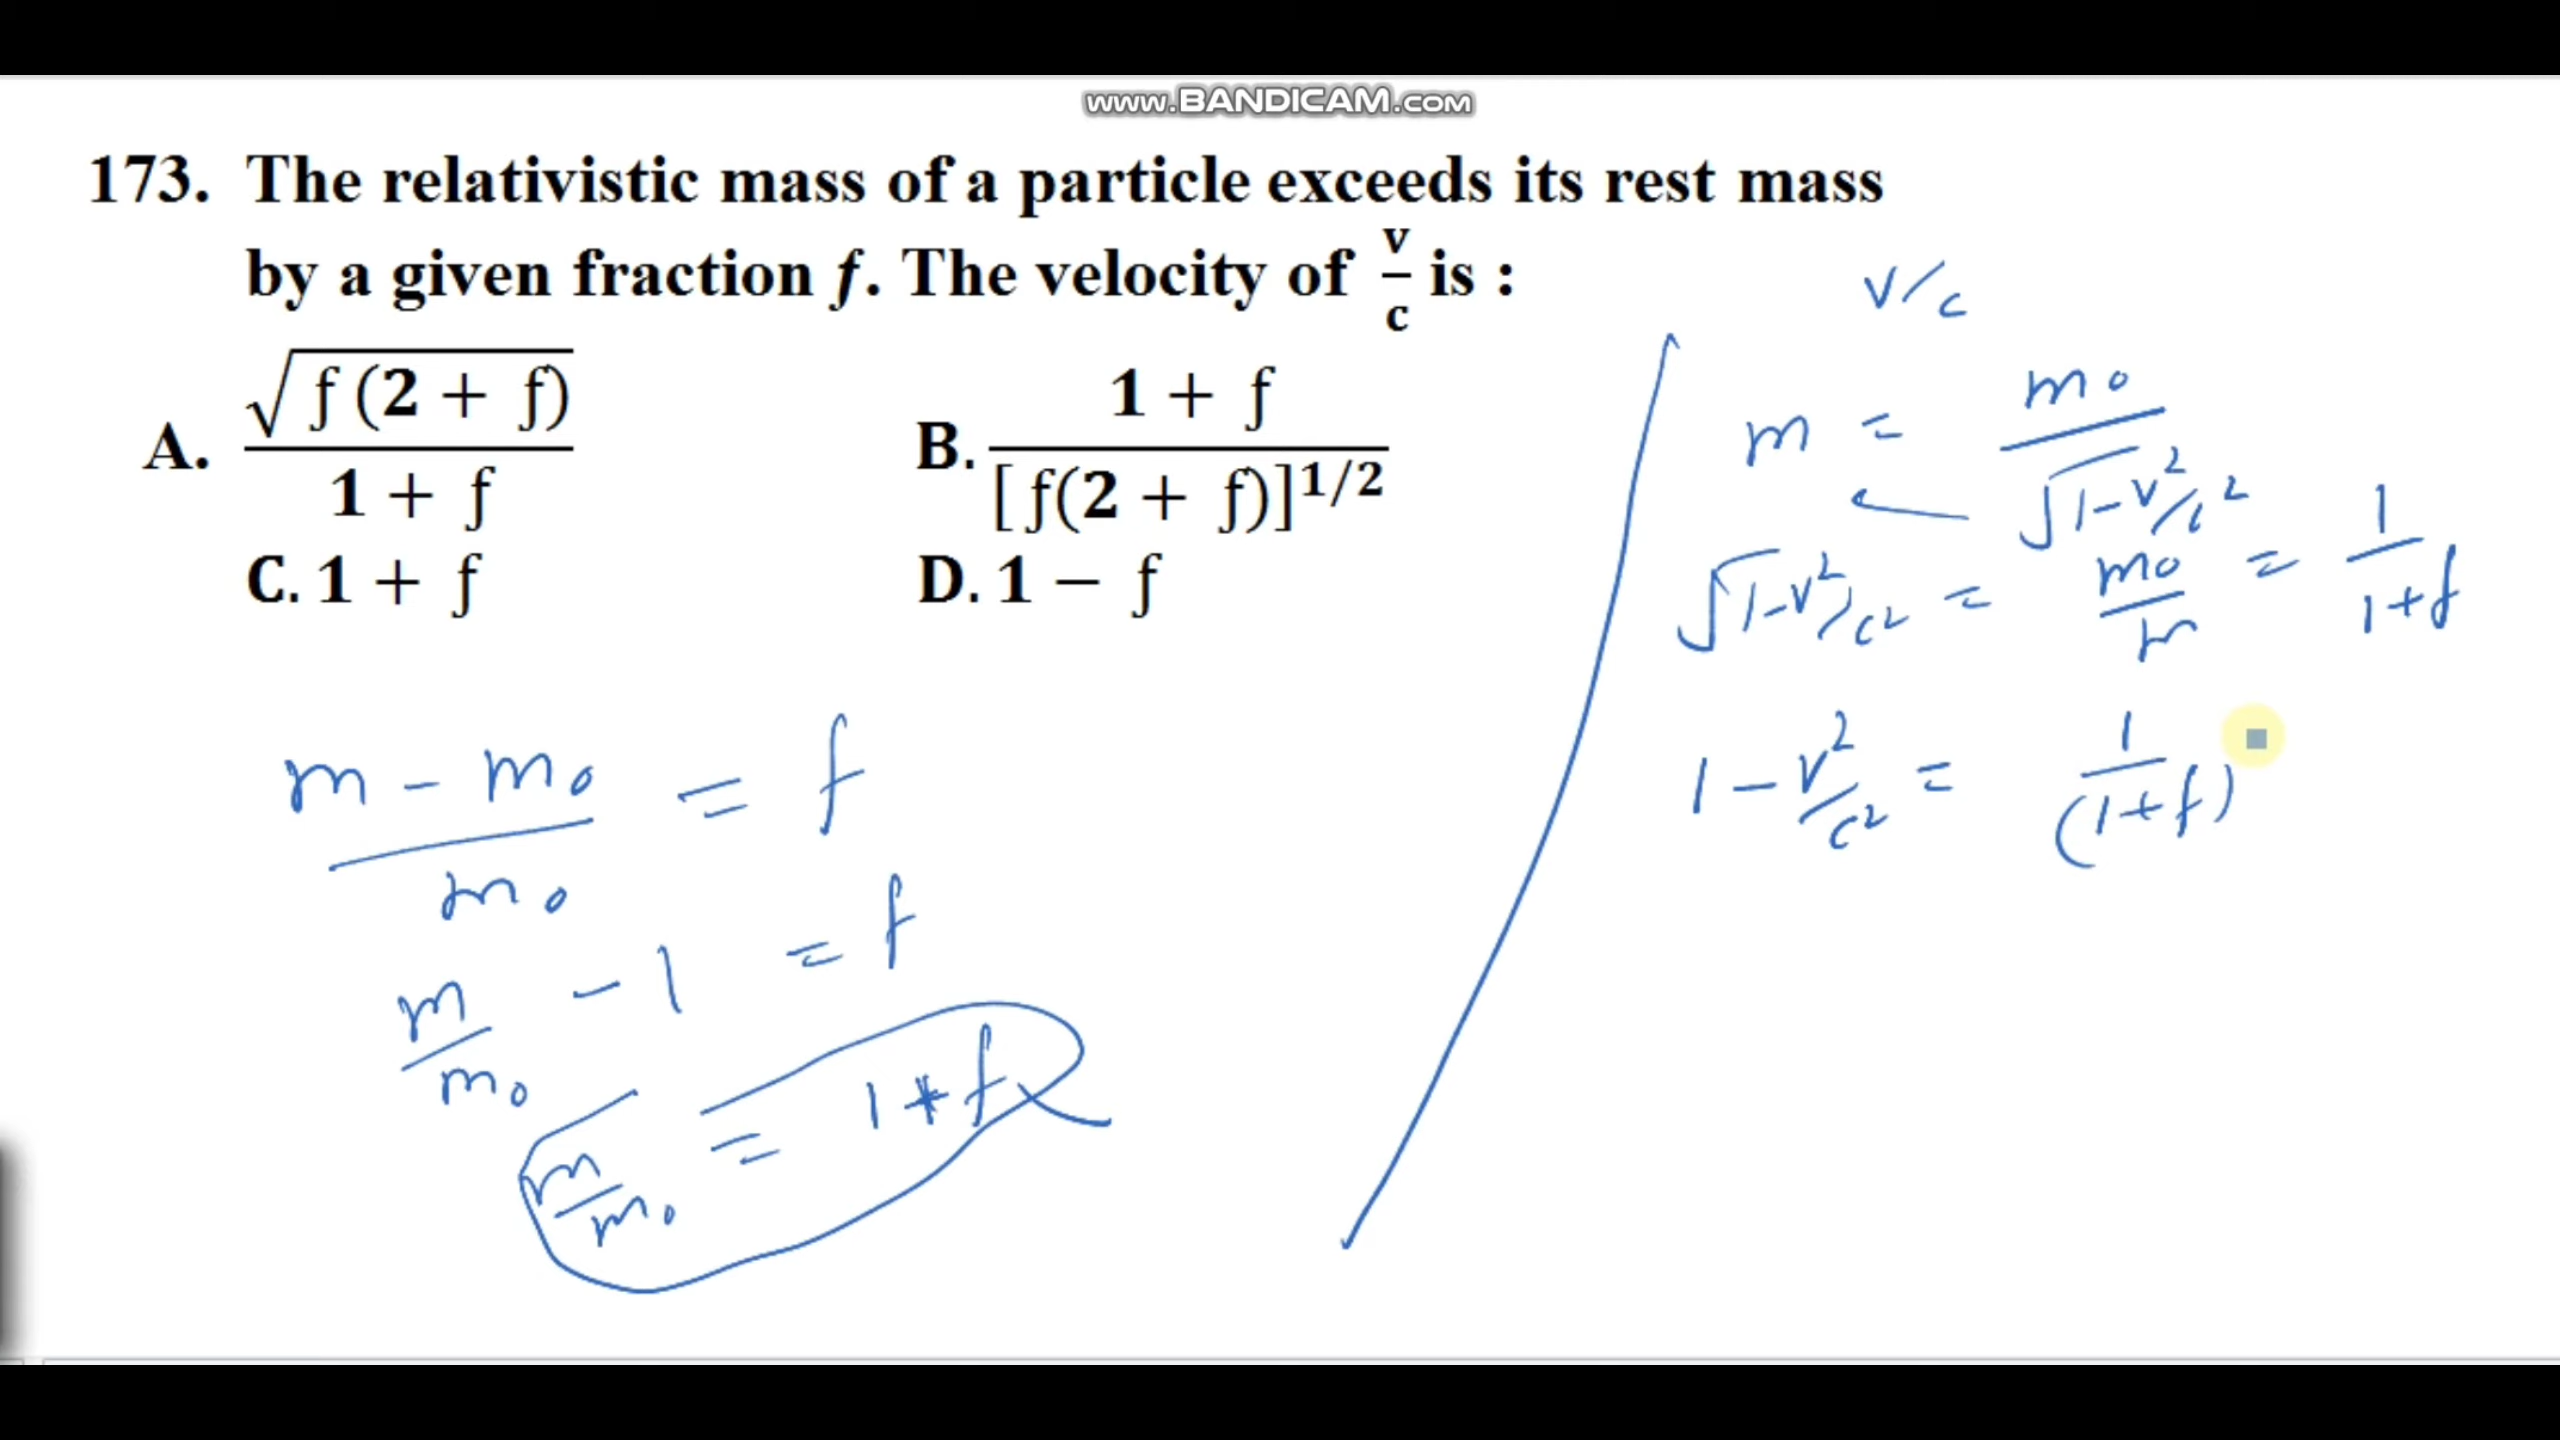 www.BANDICAM.com
173. The relativistic mass of a particle exceeds its rest mass
by a given fraction f. The velocity of v/c is :
A. √f (2 + f) / 1 + f
B. 1 + f / [ f(2 + f)]^1/2
C. 1 + f
D. 1 − f
m - m₀ / m₀ = f
m/m₀ - 1 = f
m/m₀ = 1 + f
v/c
m = m₀ / √1-v²/c²
√1-v²/c² = m₀/m = 1/1+f
1 - v²/c² = 1/(1+f)